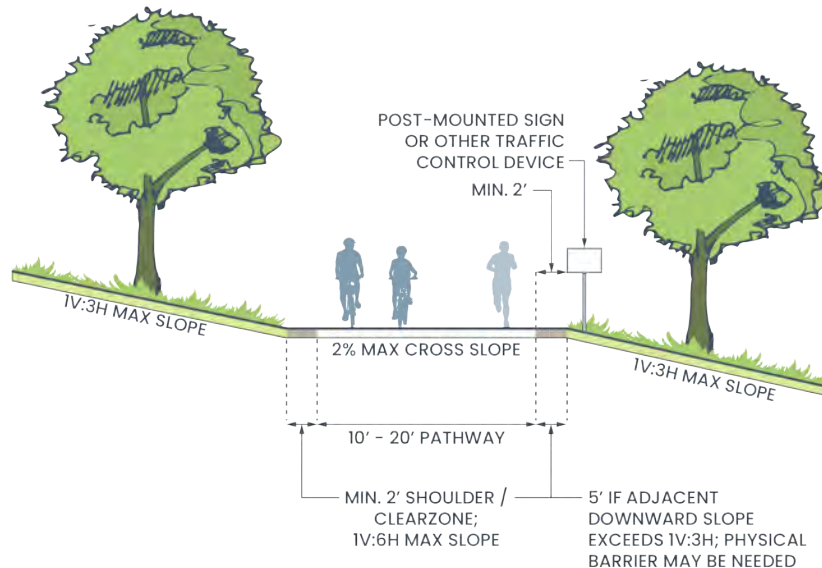 POST-MOUNTED SIGN
OR OTHER TRAFFIC
CONTROL DEVICE
MIN. 2'
1V:3H MAX SLOPE
2% MAX CROSS SLOPE
1V:3H MAX SLOPE
10' - 20' PATHWAY
MIN. 2' SHOULDER /
CLEARZONE;
1V:6H MAX SLOPE
5' IF ADJACENT
DOWNWARD SLOPE
EXCEEDS 1V:3H; PHYSICAL
BARRIER MAY BE NEEDED